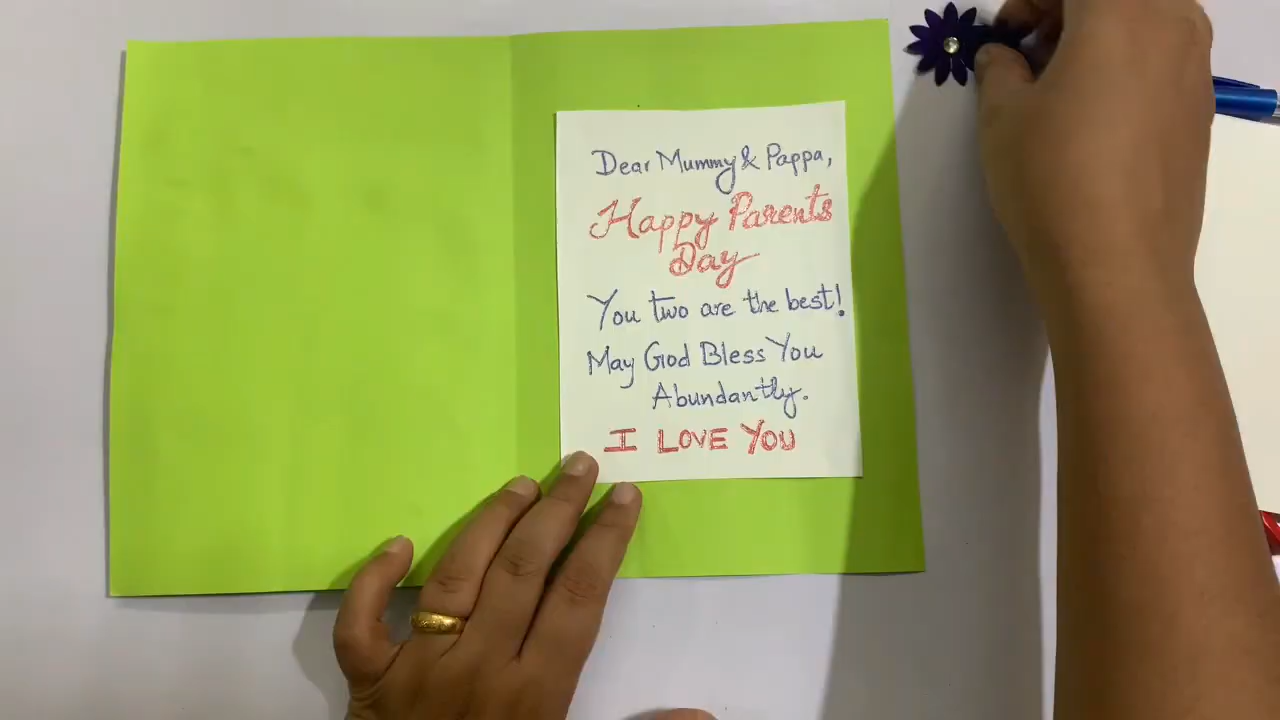 Dear Mummy & Pappa,
Happy Parents
Day
You two are the best!
May God Bless You
Abundantly.
I LOVE YOU